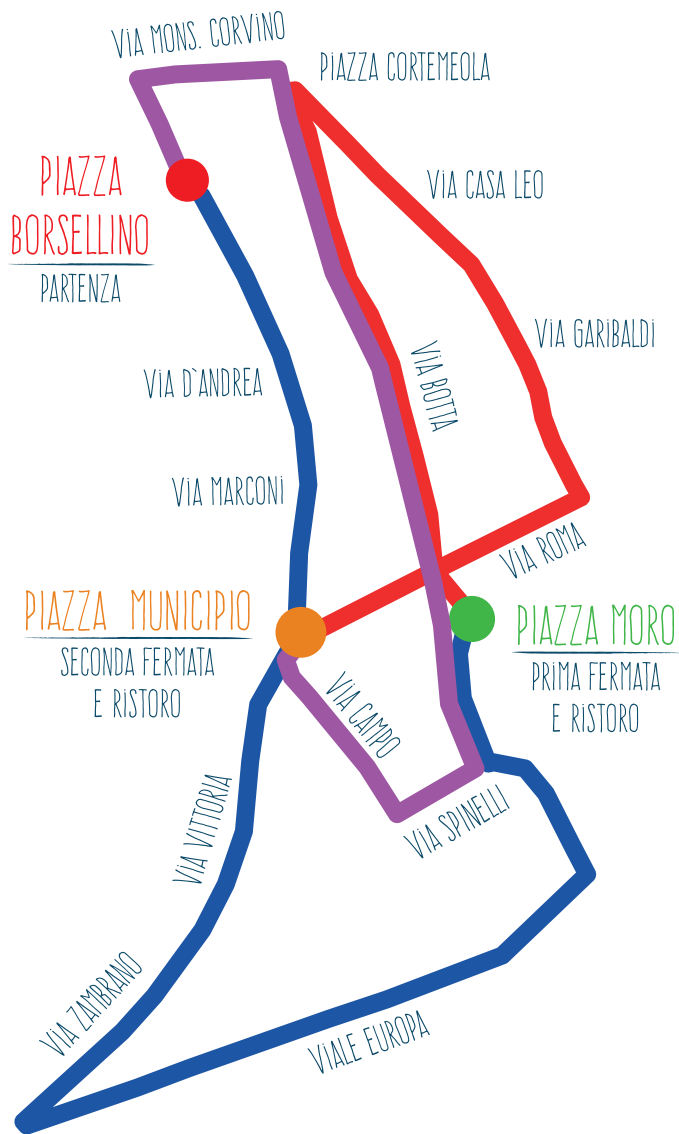 ViA MONS. CORViNO
PiAZZA CORTEMEOLA
PIAZZA
BORSELLINO
PARTENZA
ViA CASA LEO
ViA GARiBALDi
ViA BOTTA
ViA D`ANDREA
ViA MARCONi
ViA ROMA
PIAZZA MUNICIPIO
SECONDA FERMATA
E RiSTORO
PIAZZA MORO
PRiMA FERMATA
E RiSTORO
ViA CAMPO
ViA SPiNELLi
ViA ViTTORiA
ViA ZAMBRANO
ViALE EUROPA